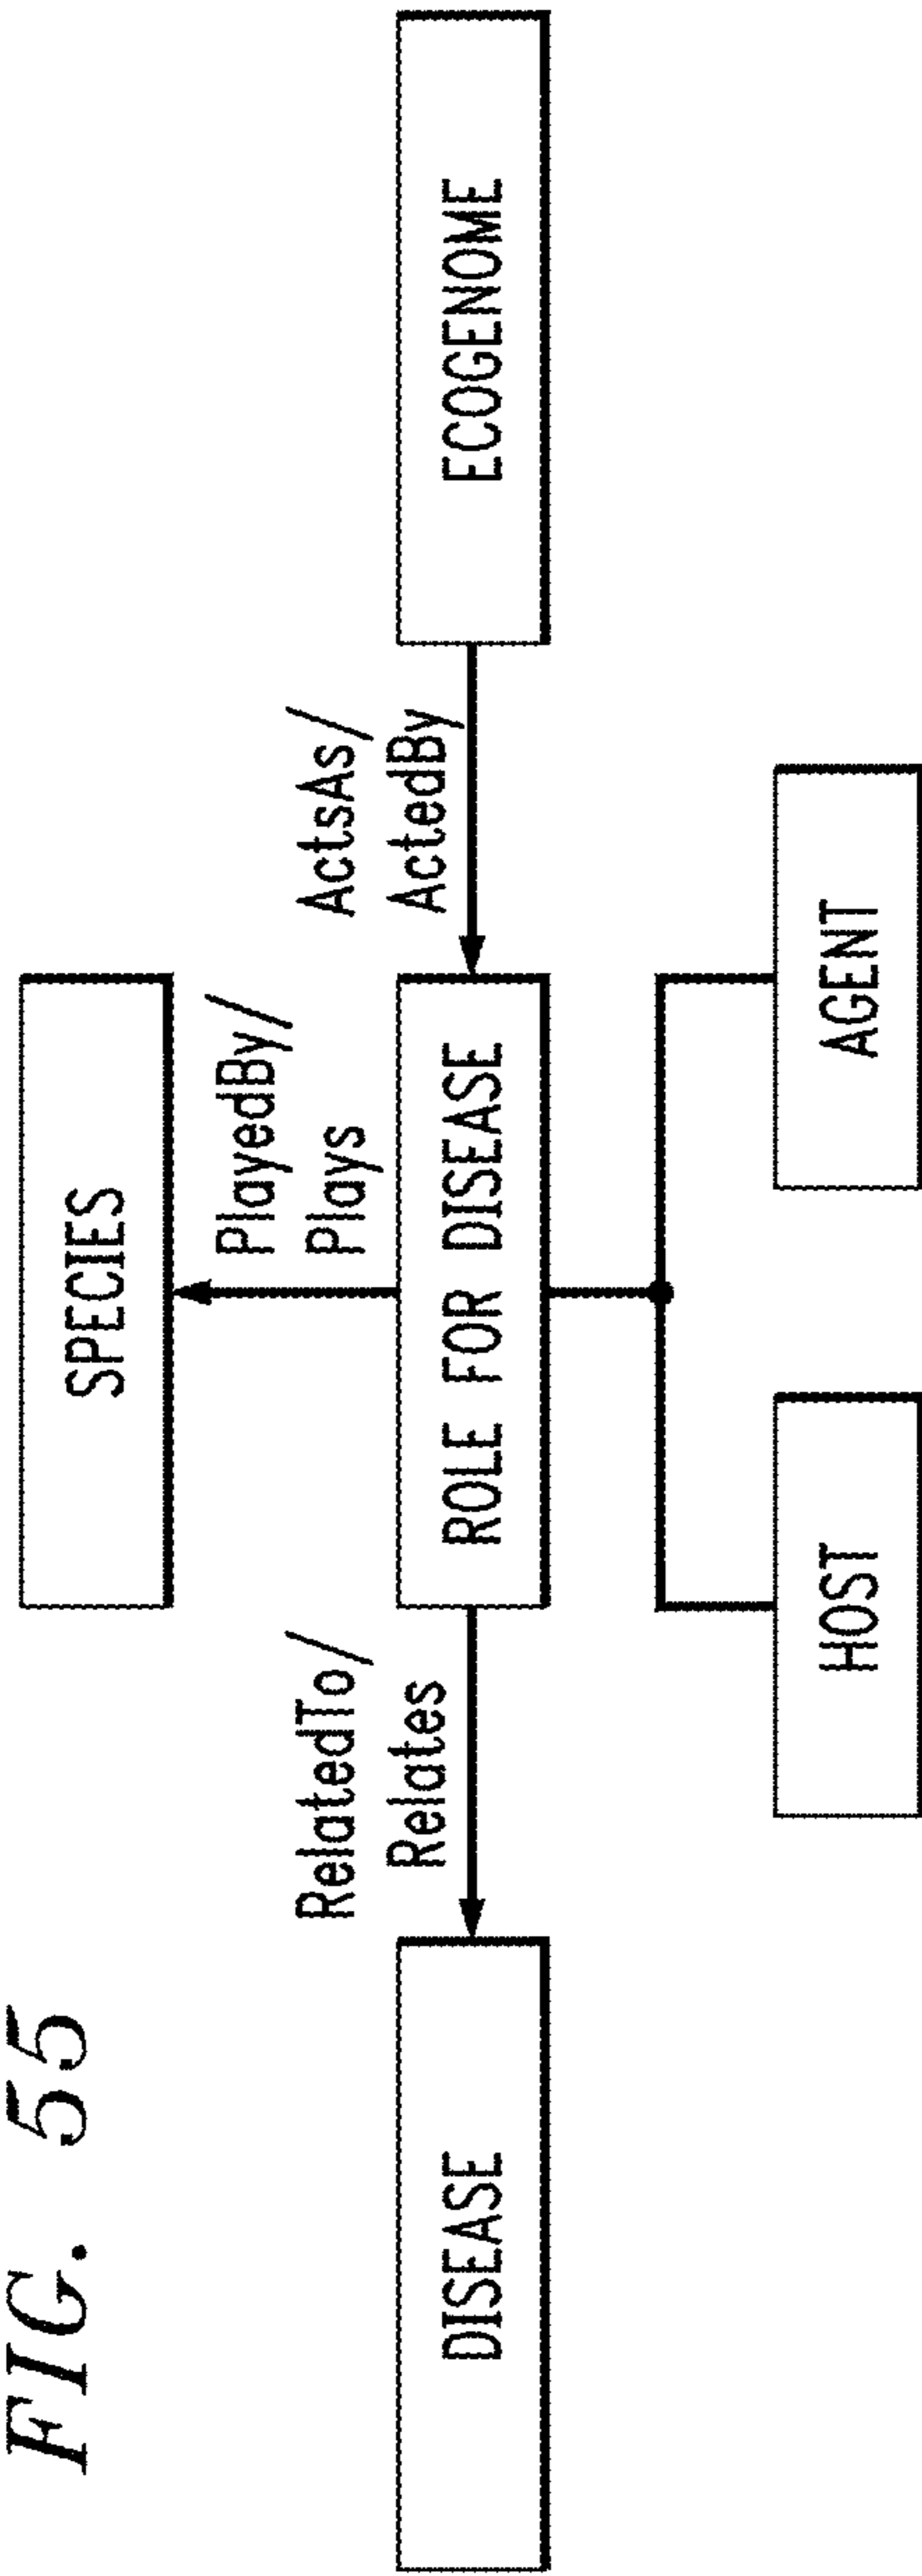 FIG. 55
SPECIES
PlayedBy/
Plays
RelatedTo/
Relates
ActsAs/
ActedBy
DISEASE
ROLE FOR DISEASE
ECOGENOME
HOST
AGENT